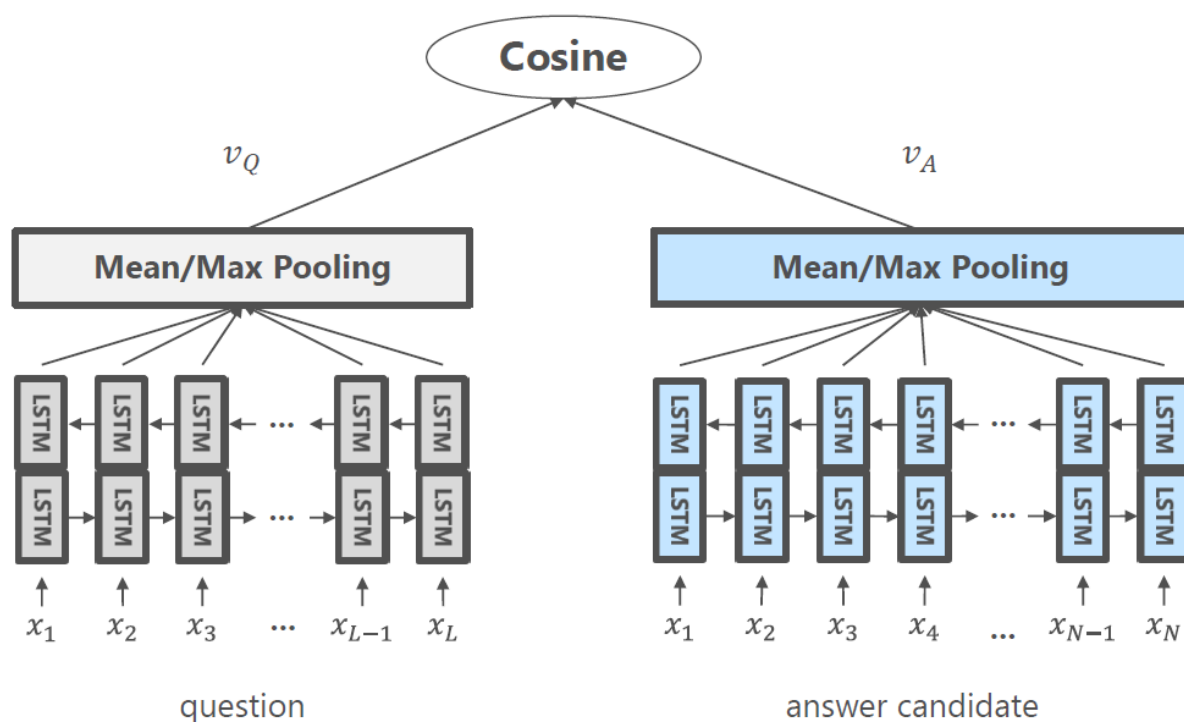 Cosine
v_Q v_A
Mean/Max Pooling Mean/Max Pooling
LSTM LSTM LSTM ... LSTM LSTM LSTM LSTM LSTM LSTM ... LSTM LSTM
LSTM LSTM LSTM ... LSTM LSTM LSTM LSTM LSTM LSTM ... LSTM LSTM
x_1 x_2 x_3 ... x_{L-1} x_L x_1 x_2 x_3 x_4 ... x_{N-1} x_N
question answer candidate